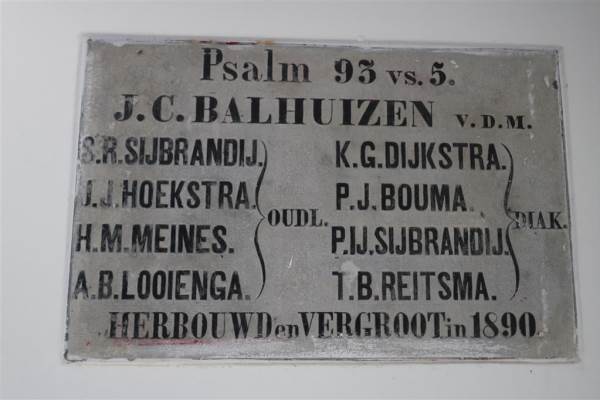 Psalm 93 vs. 5.
J. C. BALHUIZEN V. D. M.
S. R. SIJBRANDIJ. K. G. DIJKSTRA.
J. J. HOEKSTRA. P. J. BOUMA.
OUDL. DIAK.
H. M. MEINES. P. IJ. SIJBRANDIJ.
A. B. LOOIENGA. T. B. REITSMA.
HERBOUWD en VERGROOT in 1890.